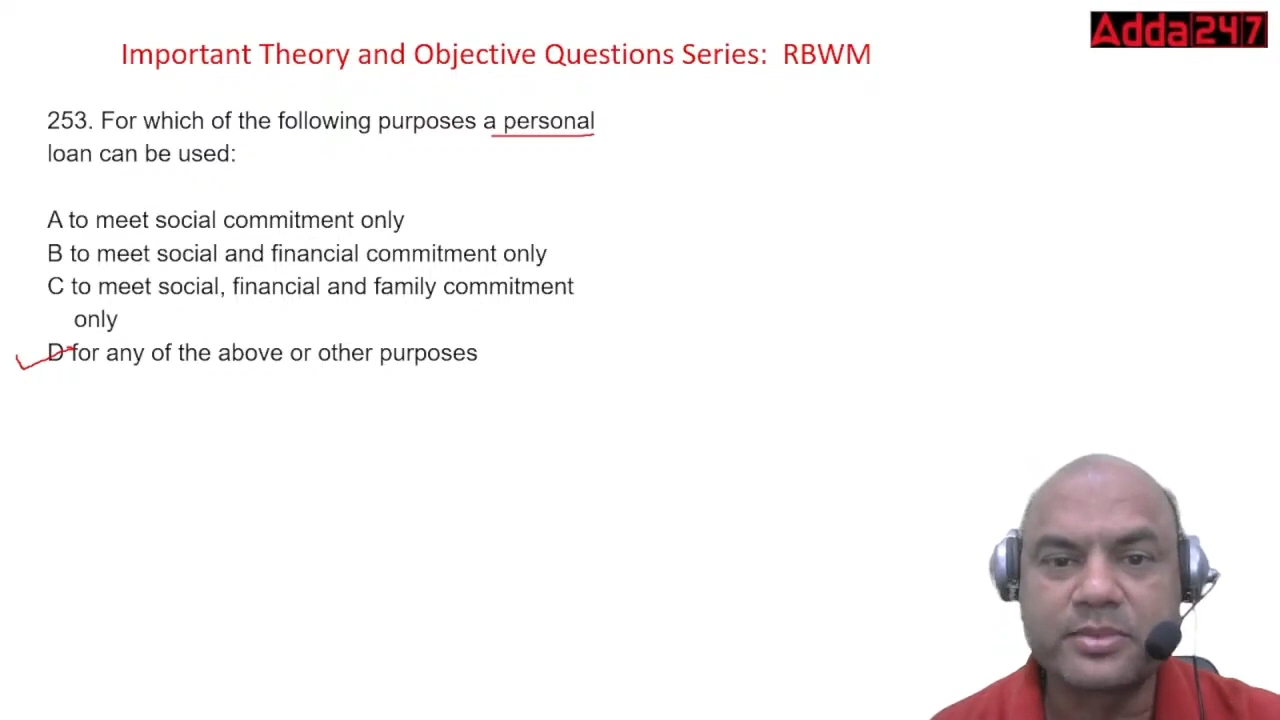 Adda247
Important Theory and Objective Questions Series: RBWM
253. For which of the following purposes a personal
loan can be used:
A to meet social commitment only
B to meet social and financial commitment only
C to meet social, financial and family commitment
only
D for any of the above or other purposes